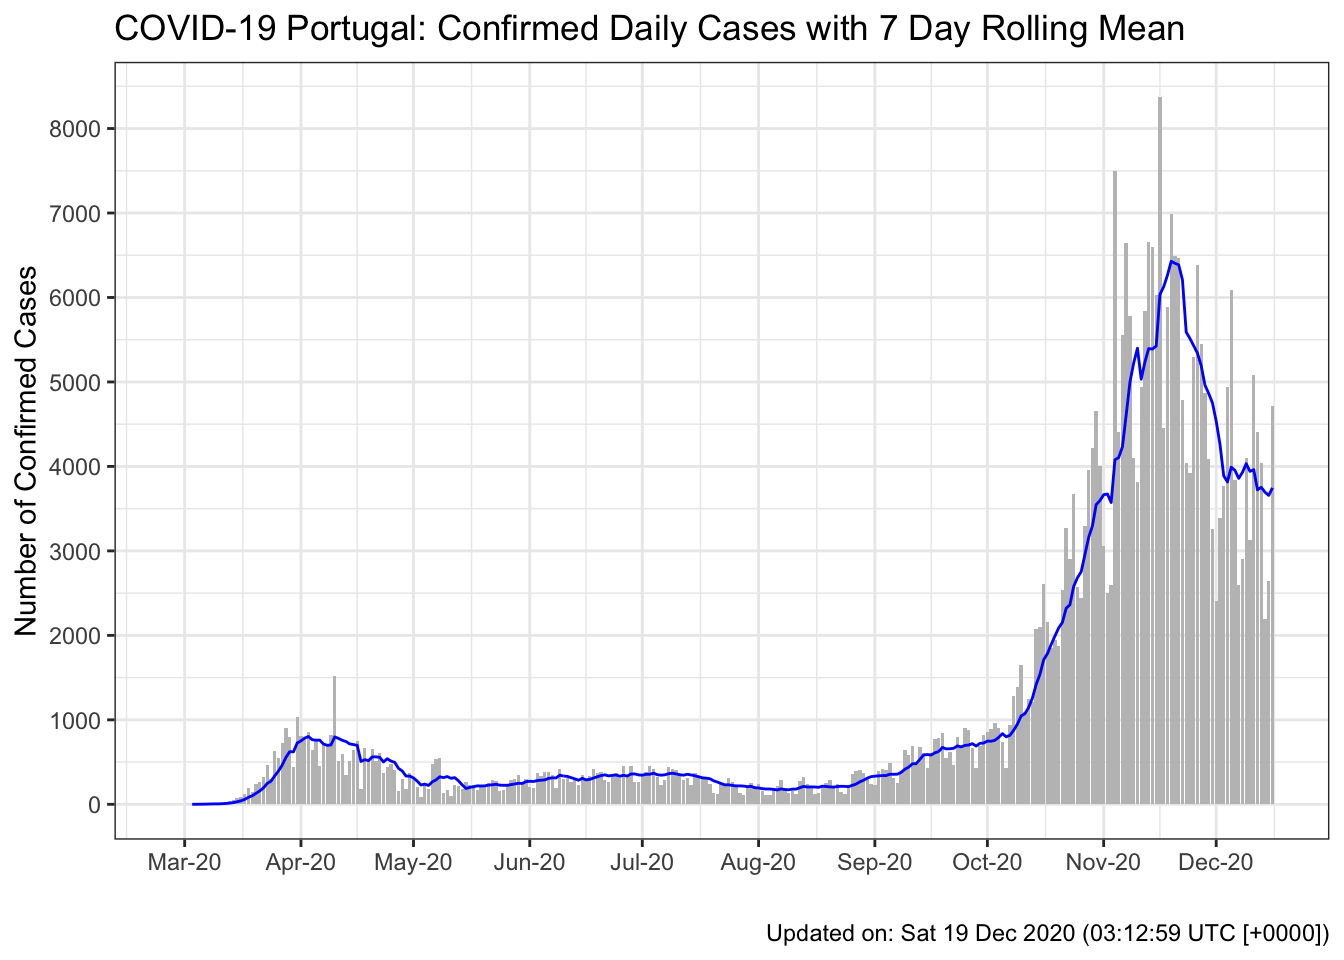 COVID-19 Portugal: Confirmed Daily Cases with 7 Day Rolling Mean
Number of Confirmed Cases
8000
7000
6000
5000
4000
3000
2000
1000
0
Mar-20 Apr-20 May-20 Jun-20 Jul-20 Aug-20 Sep-20 Oct-20 Nov-20 Dec-20
Updated on: Sat 19 Dec 2020 (03:12:59 UTC [+0000])